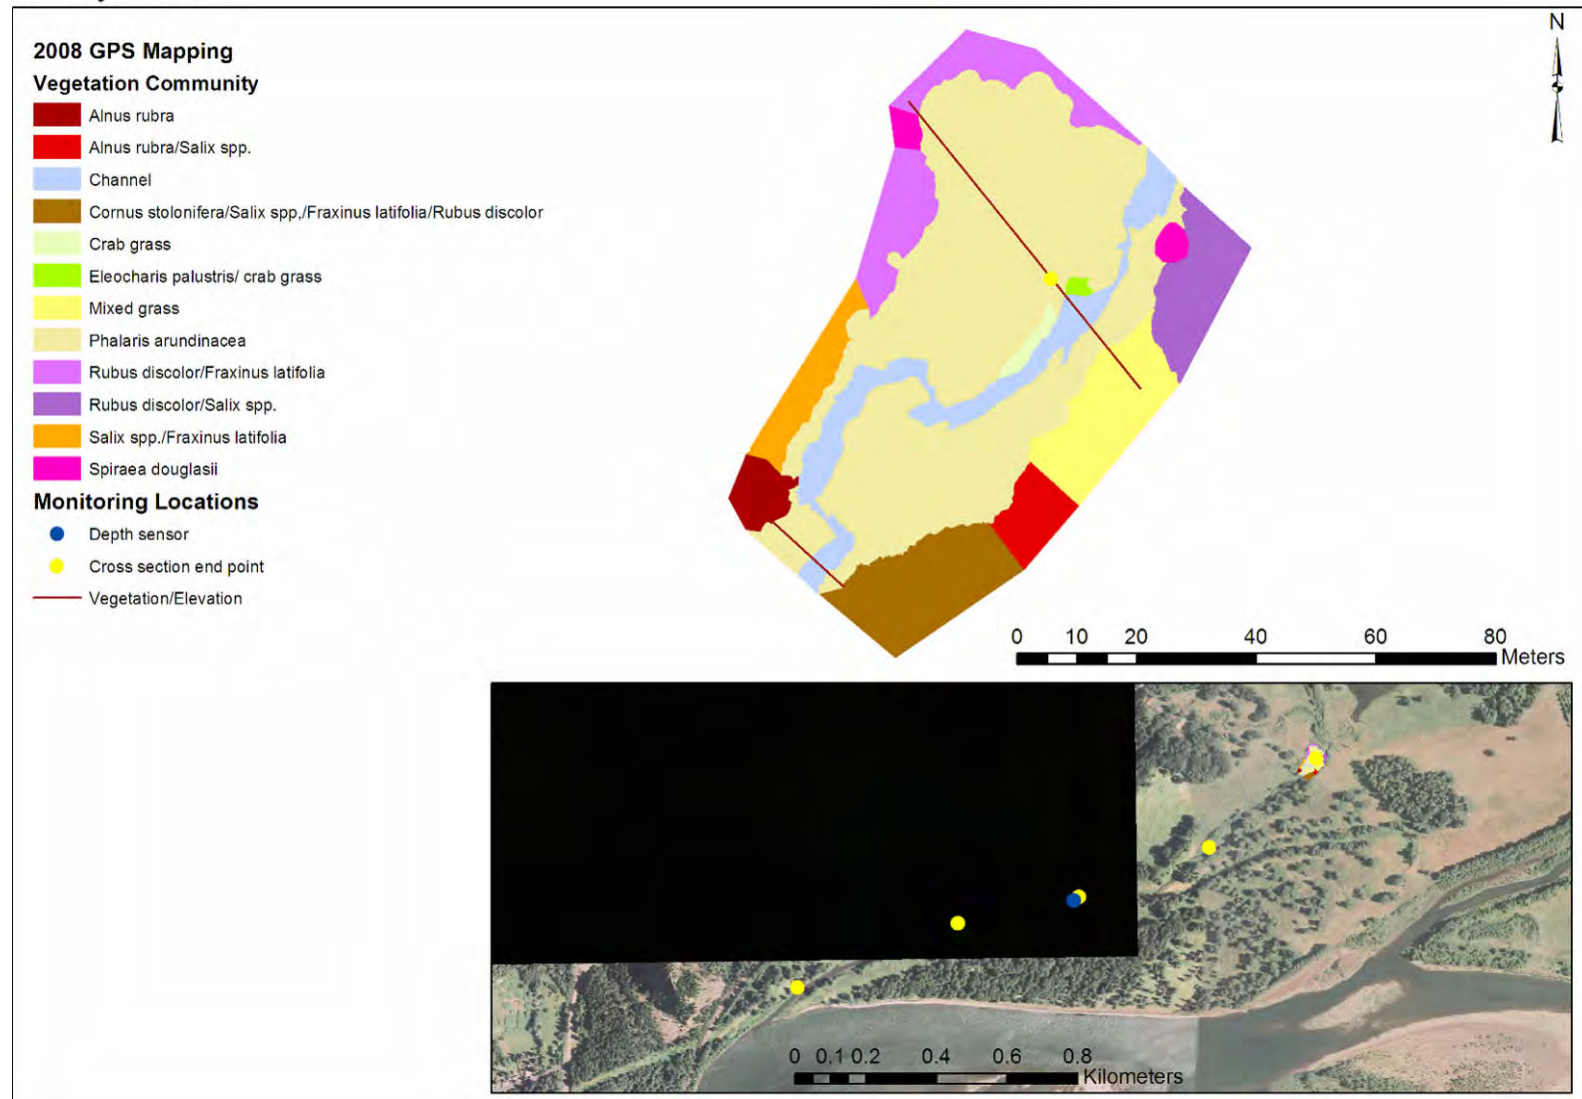 2008 GPS Mapping
Vegetation Community
Alnus rubra
Alnus rubra/Salix spp.
Channel
Cornus stolonifera/Salix spp,/Fraxinus latifolia/Rubus discolor
Crab grass
Eleocharis palustris/ crab grass
Mixed grass
Phalaris arundinacea
Rubus discolor/Fraxinus latifolia
Rubus discolor/Salix spp.
Salix spp./Fraxinus latifolia
Spiraea douglasii
Monitoring Locations
Depth sensor
Cross section end point
Vegetation/Elevation
N
0 10 20 40 60 80
Meters
0 0.1 0.2 0.4 0.6 0.8
Kilometers